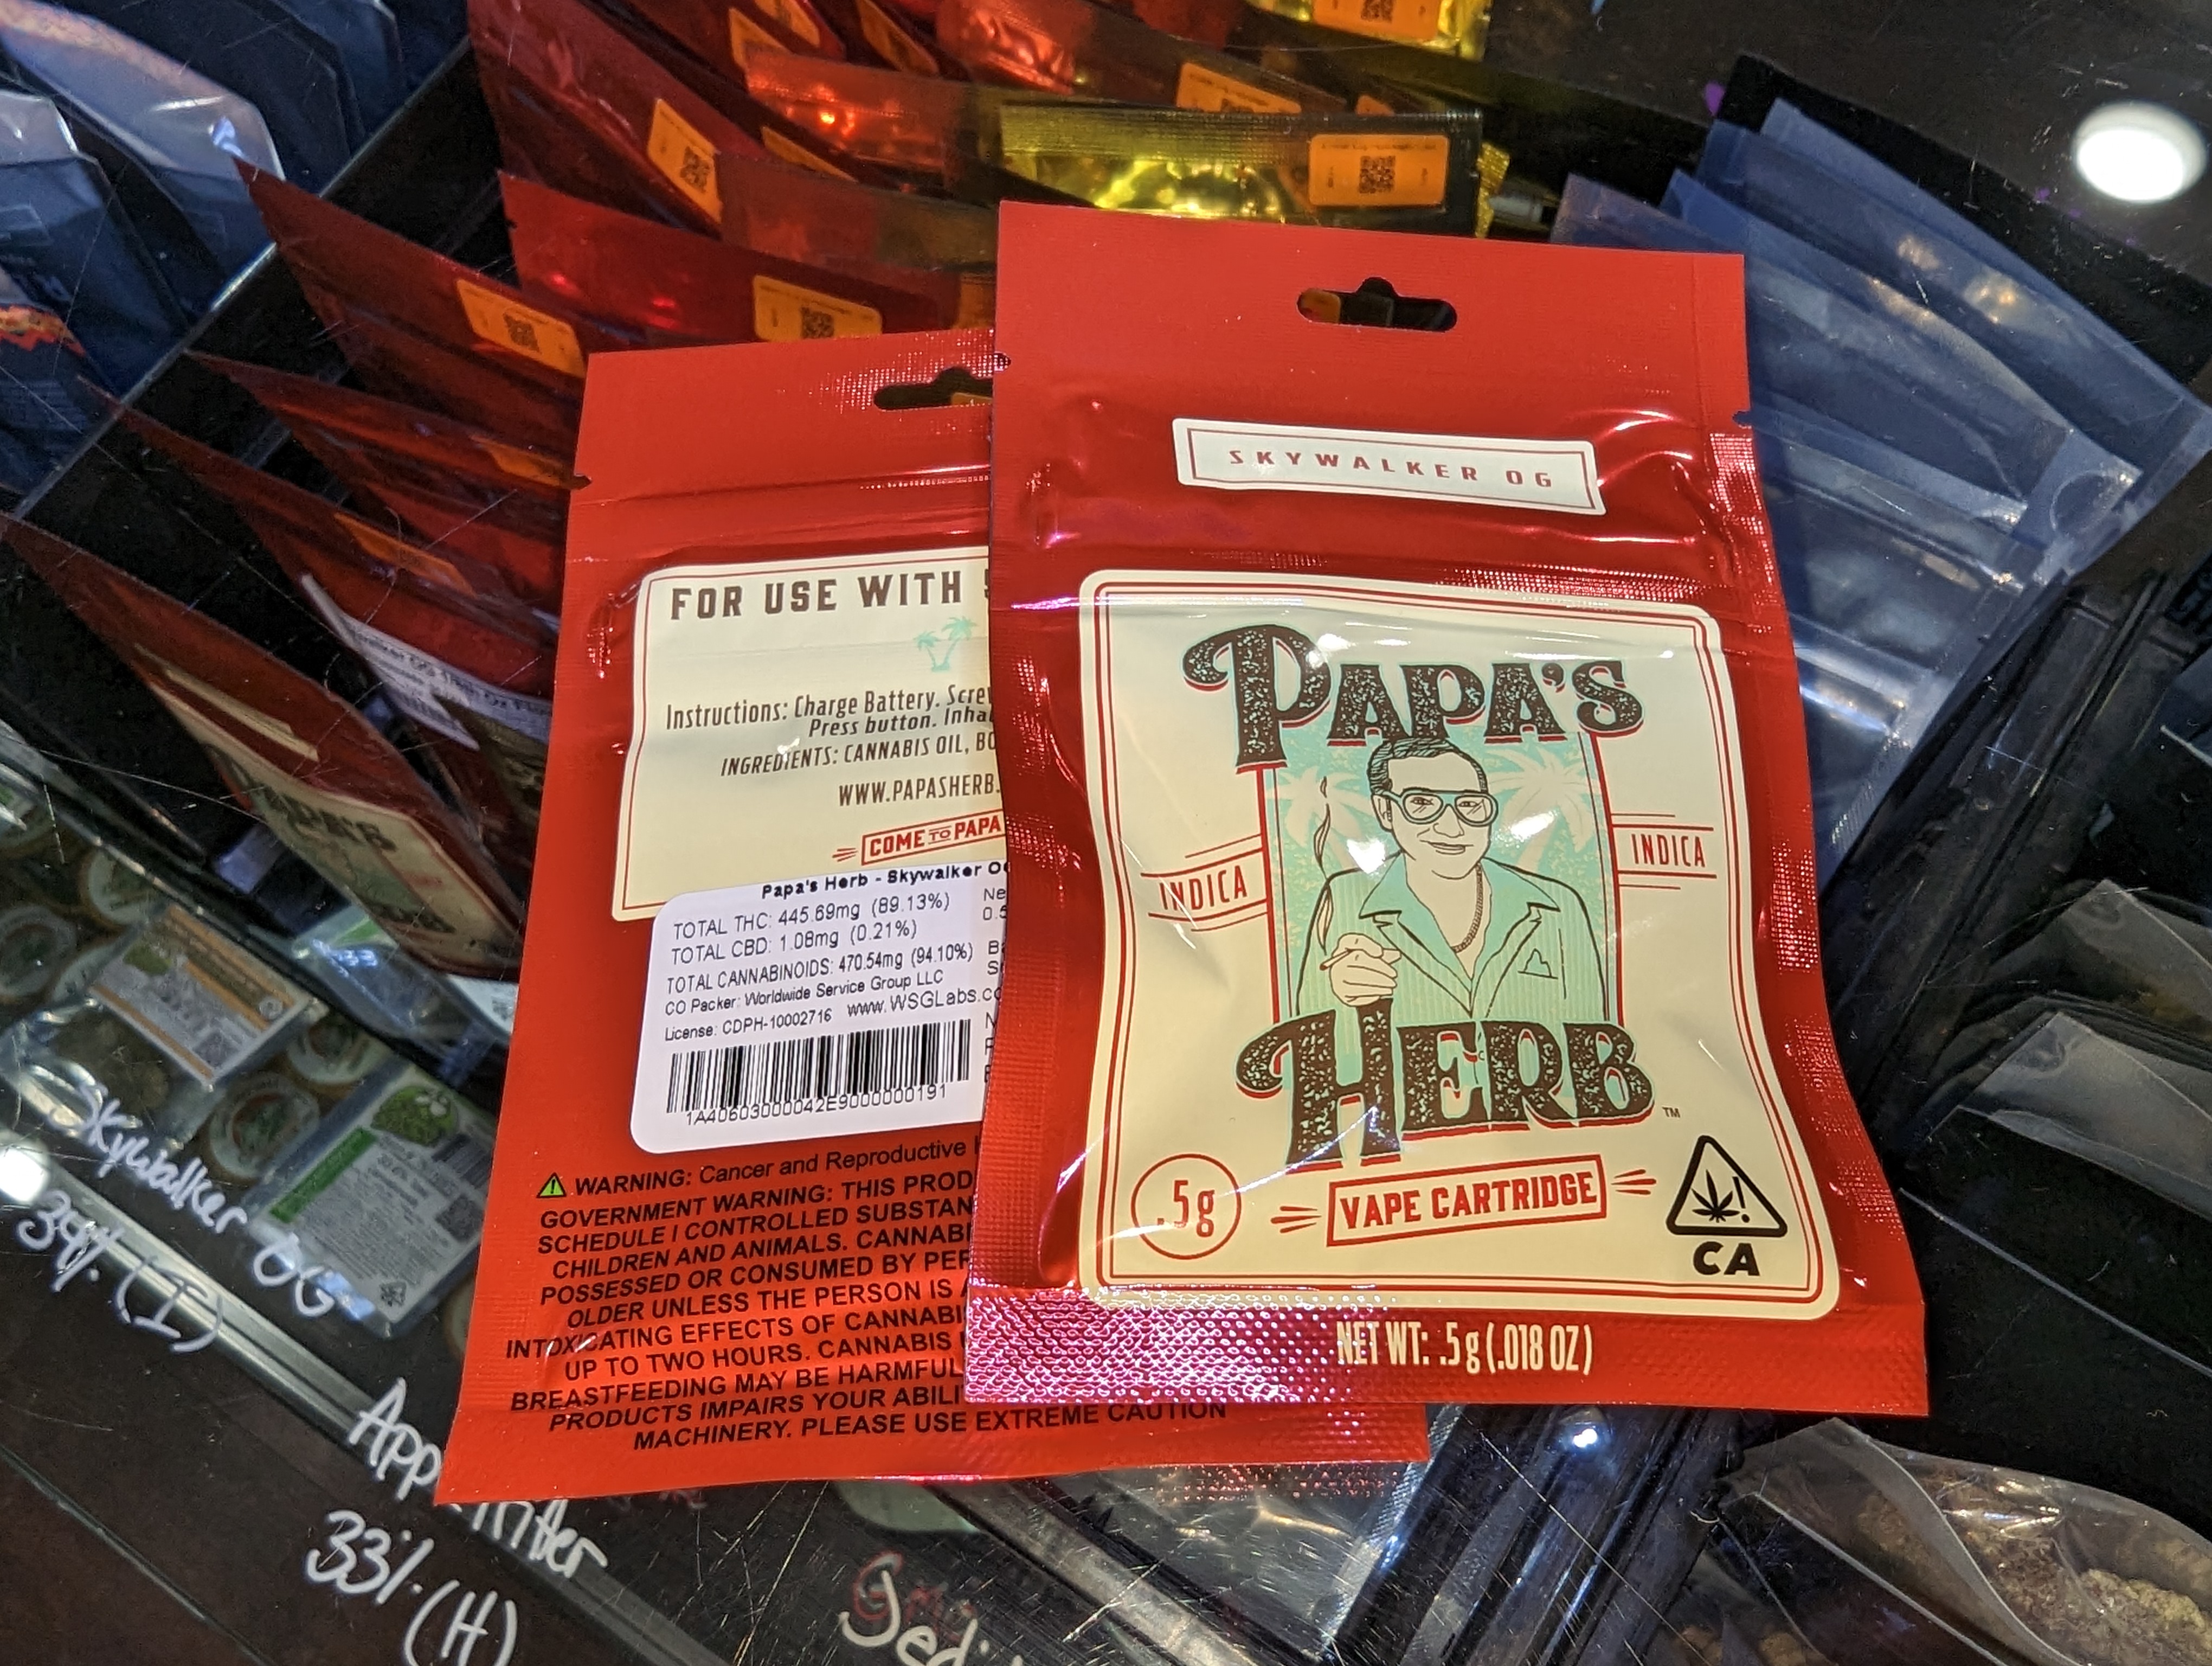 SKYWALKER OG
PAPA'S
HERB
TM
INDICA
INDICA
.5g
VAPE CARTRIDGE
CA
NET WT: .5g (.018 OZ)
FOR USE WITH
Instructions: Charge Battery.
Press button.
INGREDIENTS: CANNABIS OIL,
WWW.PAPASHERB.
COME TO PAPA
Papa's Herb - Skywalker
TOTAL THC: 445.69mg (89.13%)
TOTAL CBD: 1.08mg (0.21%)
TOTAL CANNABINOIDS: 470.54mg (94.10%)
CO Packer: Worldwide Service Group LLC
License: CDPH-10002716 www.WSGLabs.
1A40603000042E9000000191
WARNING: Cancer and Reproductive
GOVERNMENT WARNING: THIS
SCHEDULE I CONTROLLED
CHILDREN AND ANIMALS.
POSSESSED OR CONSUMED BY
OLDER UNLESS THE PERSON IS
INTOXICATING EFFECTS OF
UP TO TWO HOURS. CANNABIS
BREASTFEEDING MAY BE HARMFUL
PRODUCTS IMPAIRS YOUR
MACHINERY. PLEASE USE EXTREME CAUTION
PAPA'S
Skywalker OG
39% (I)
33% (H)
Jedi